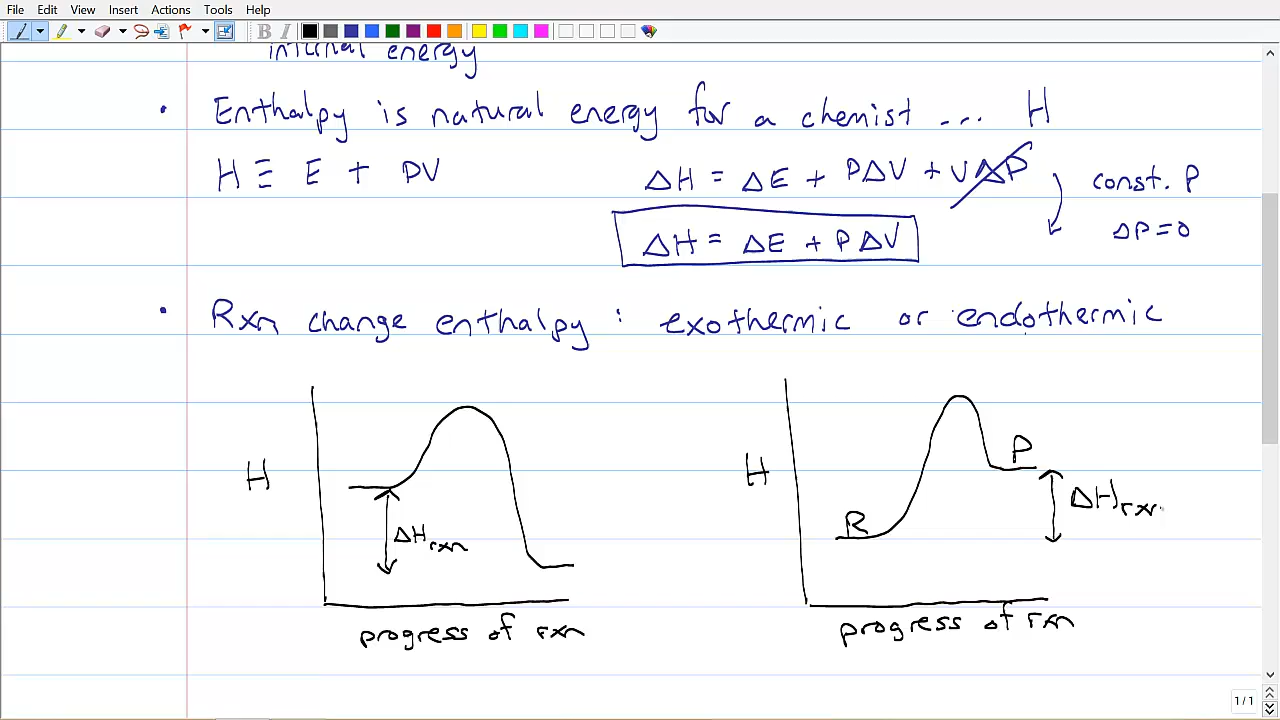 File Edit View Insert Actions Tools Help
B I
internal energy
• Enthalpy is natural energy for a chemist ... H
H ≡ E + PV
ΔH = ΔE + PΔV + VΔP
const. P
ΔH = ΔE + PΔV
ΔP = 0
• Rxn change enthalpy : exothermic or endothermic
H
ΔHrxn
progress of rxn
H
R
P
ΔHrxn
progress of rxn
1/1